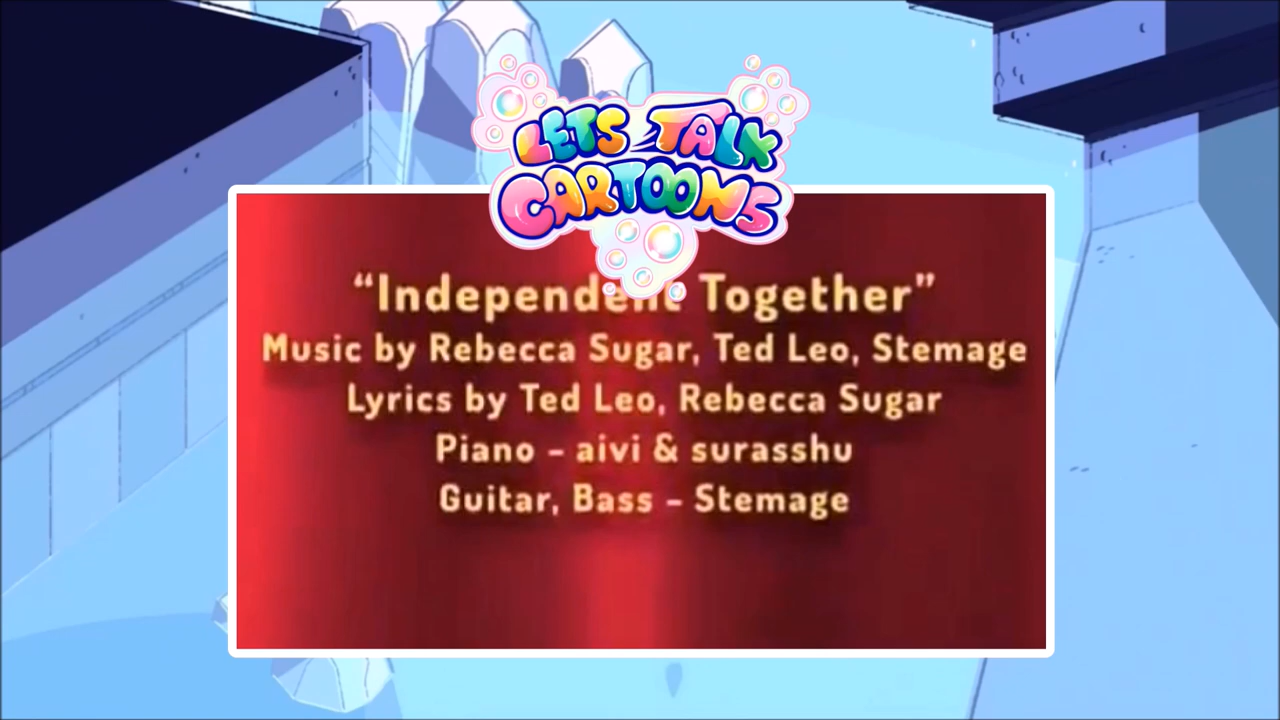 LETS TALK
CARTOONS
“Independent Together”
Music by Rebecca Sugar, Ted Leo, Stemage
Lyrics by Ted Leo, Rebecca Sugar
Piano – aivi & surasshu
Guitar, Bass – Stemage